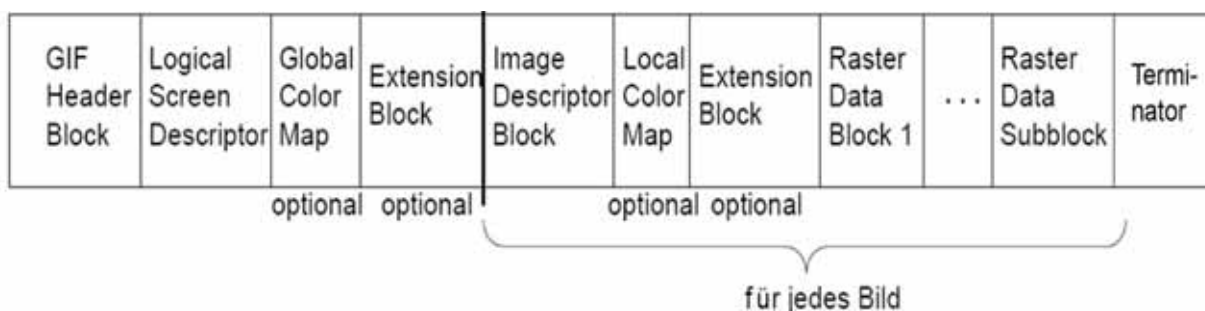 GIF
Header
Block
Logical
Screen
Descriptor
Global
Color
Map
Extension
Block
Image
Descriptor
Block
Local
Color
Map
Extension
Block
Raster
Data
Block 1
...
Raster
Data
Subblock
Termi-
nator
optional
optional
optional
optional
für jedes Bild